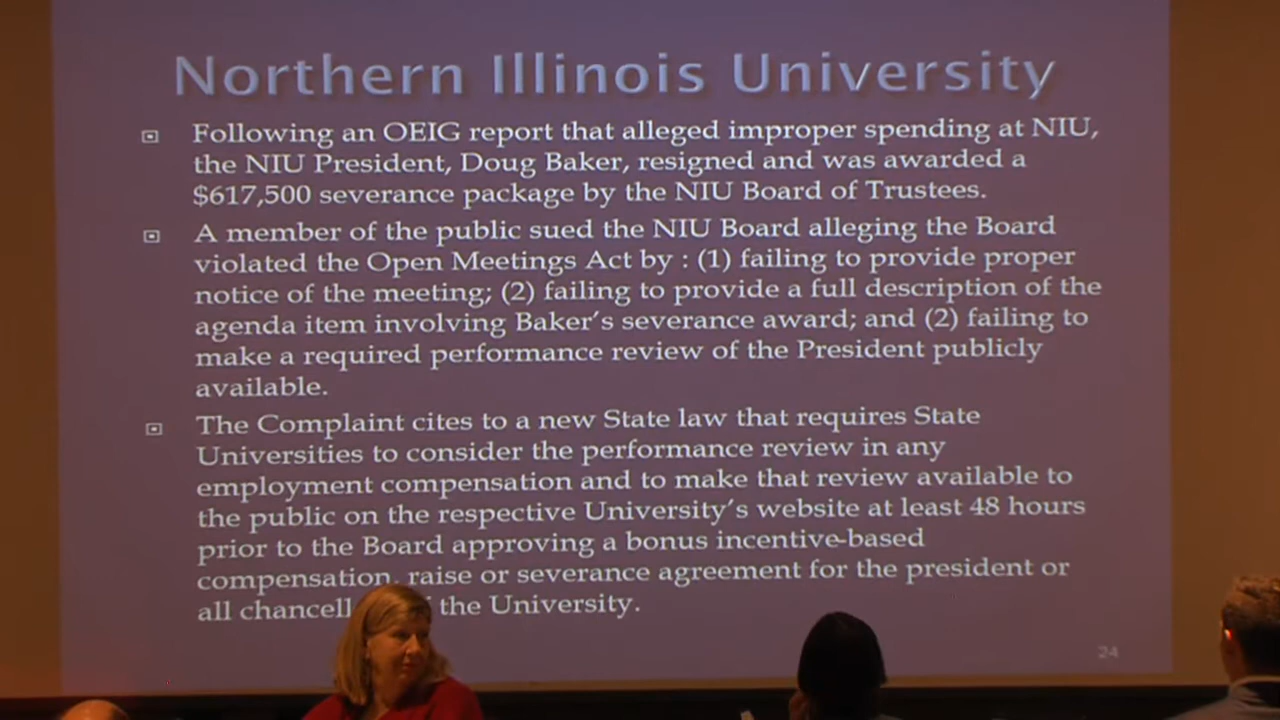 Northern Illinois University
Following an OEIG report that alleged improper spending at NIU,
the NIU President, Doug Baker, resigned and was awarded a
$617,500 severance package by the NIU Board of Trustees.
A member of the public sued the NIU Board alleging the Board
violated the Open Meetings Act by : (1) failing to provide proper
notice of the meeting; (2) failing to provide a full description of the
agenda item involving Baker's severance award; and (2) failing to
make a required performance review of the President publicly
available.
The Complaint cites to a new State law that requires State
Universities to consider the performance review in any
employment compensation and to make that review available to
the public on the respective University's website at least 48 hours
prior to the Board approving a bonus incentive-based
compensation, raise or severance agreement for the president or
all the University.
24